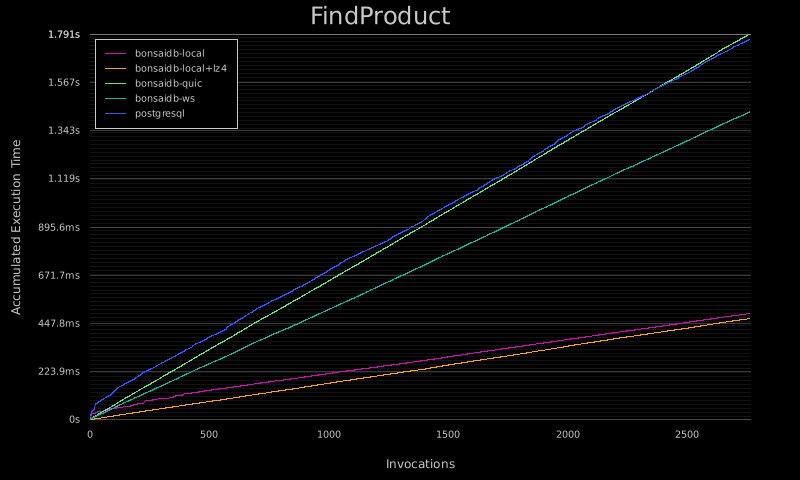 FindProduct
1.791s
1.567s
1.343s
1.119s
895.6ms
671.7ms
447.8ms
223.9ms
0s
Accumulated Execution Time
bonsaidb-local
bonsaidb-local+lz4
bonsaidb-quic
bonsaidb-ws
postgresql
0 500 1000 1500 2000 2500
Invocations